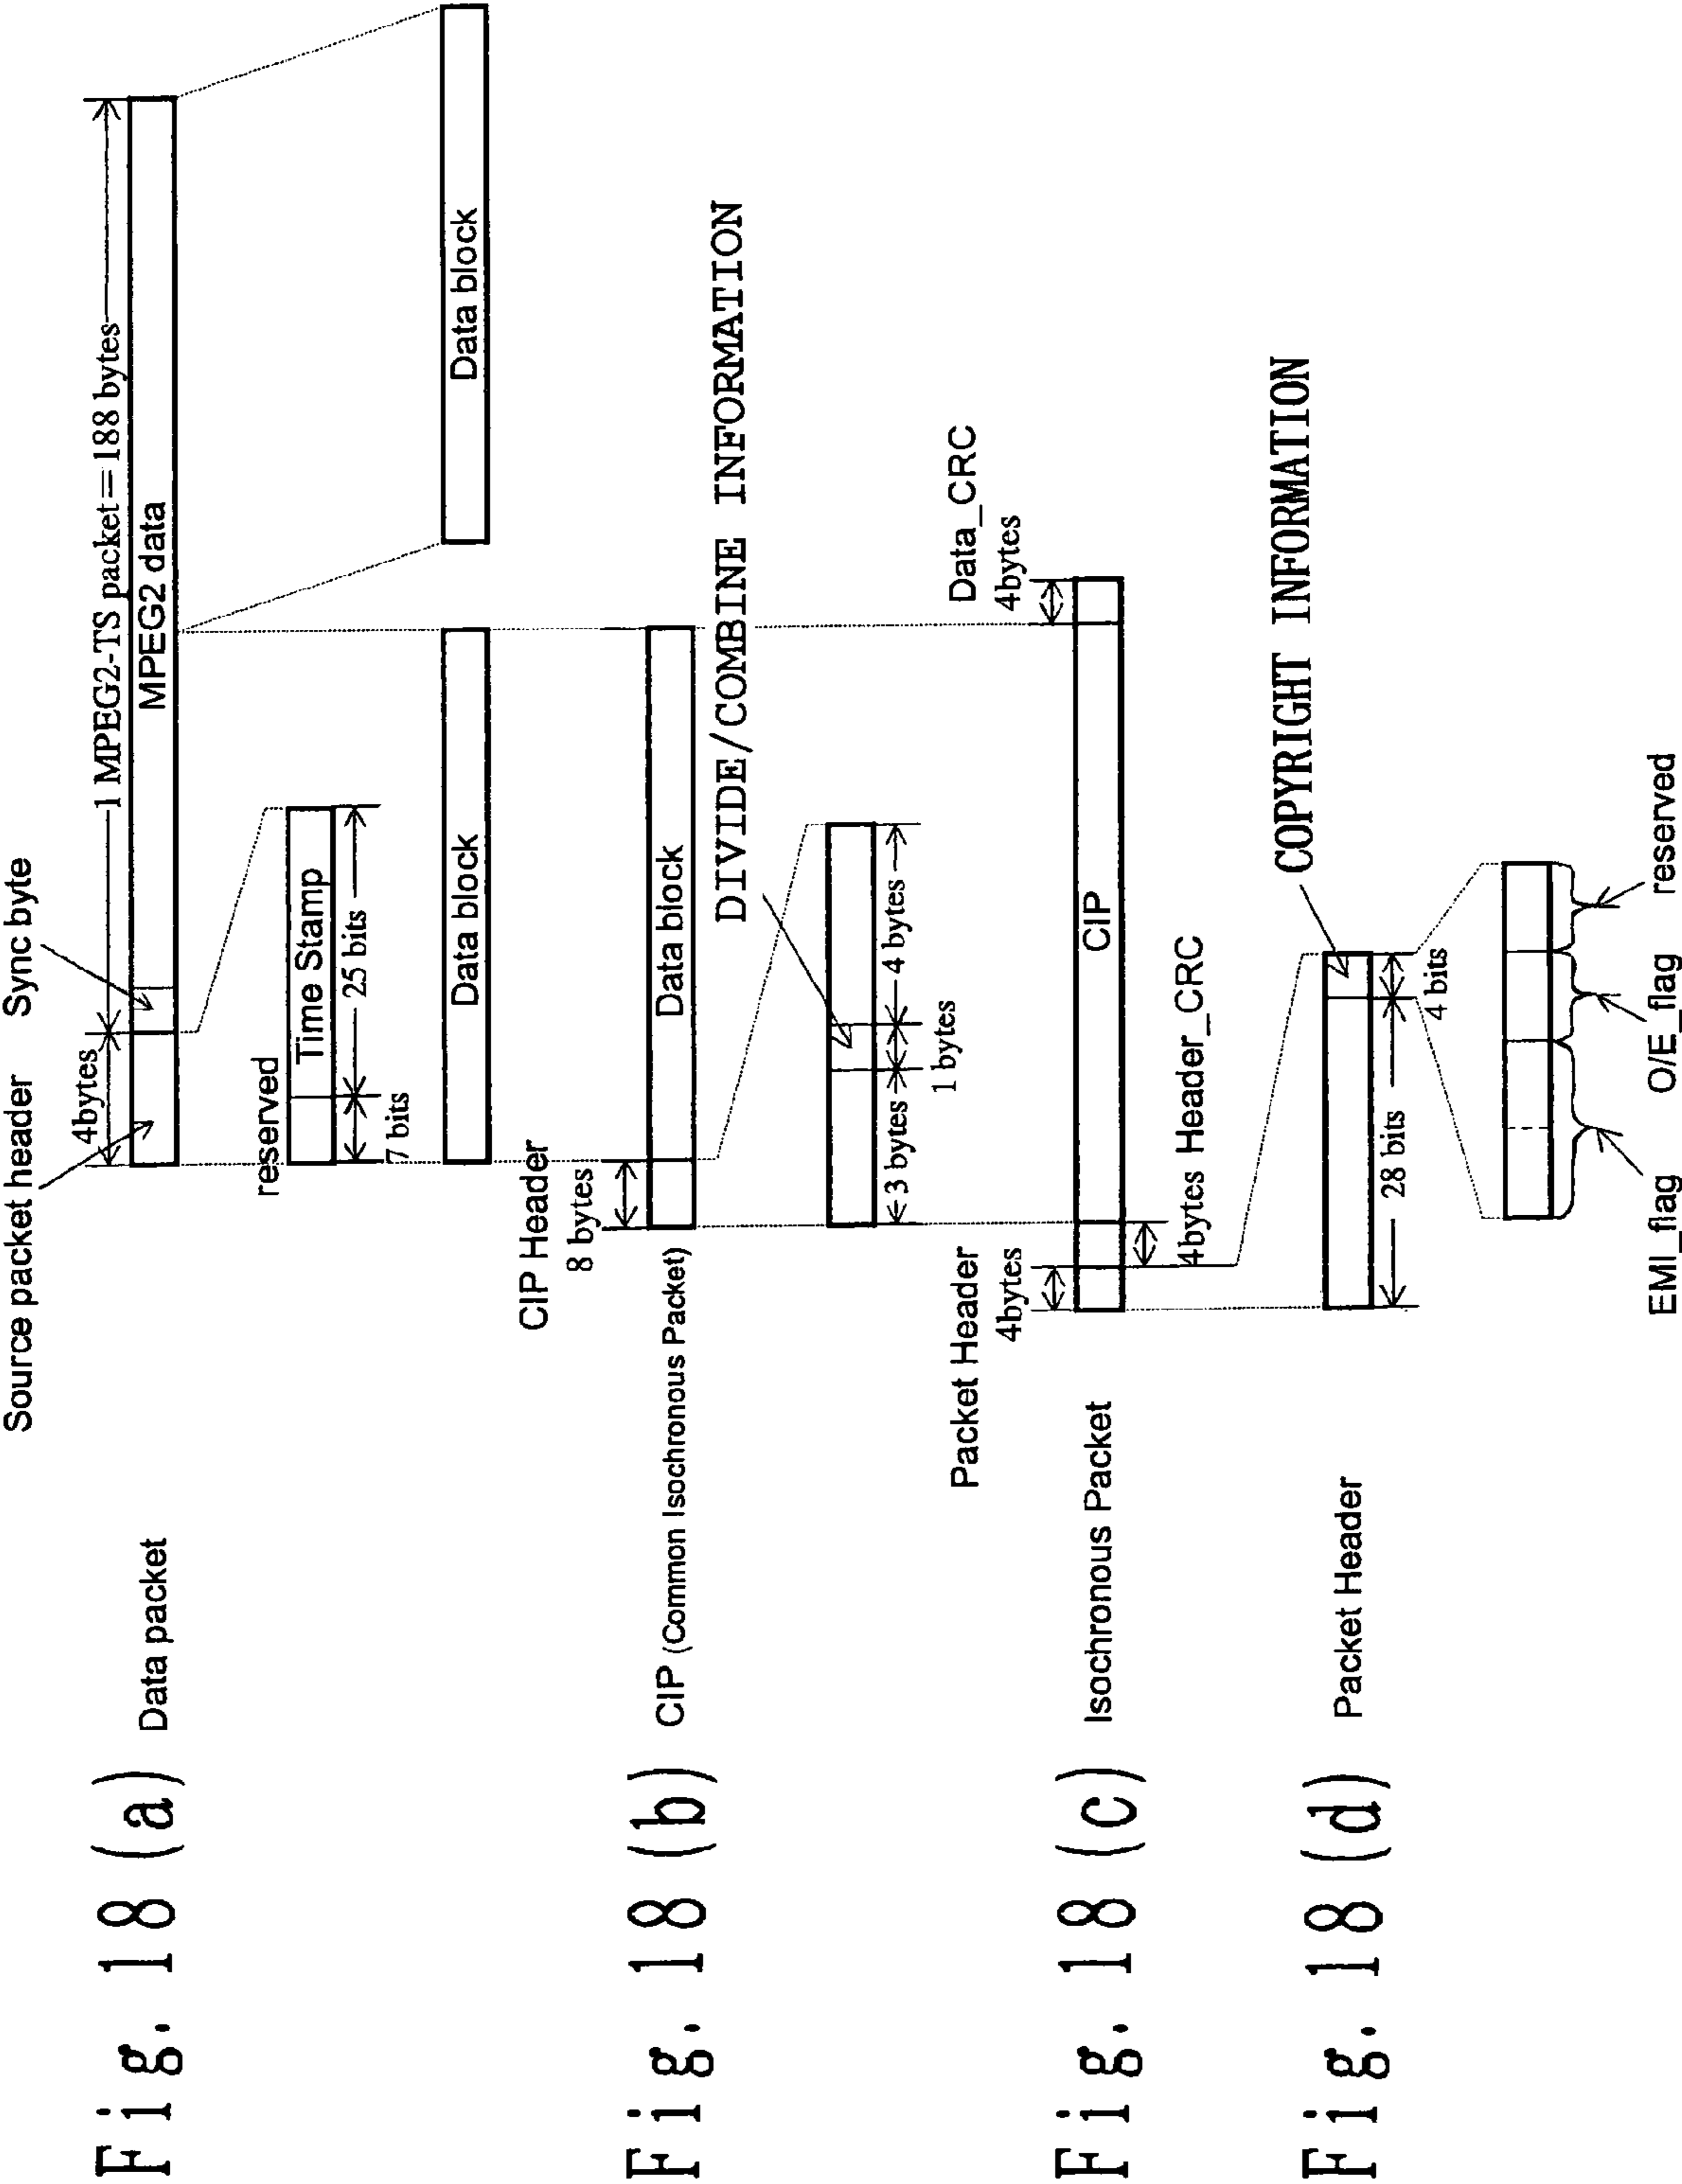 Fig. 18 (a) Data packet
Source packet header
Sync byte
4bytes
1 MPEG2-TS packet=188 bytes
MPEG2 data
reserved
Time Stamp
7 bits
25 bits
Data block
Data block
Fig. 18 (b) CIP (Common Isochronous Packet)
CIP Header
8 bytes
Data block
DIVIDE/COMBINE INFORMATION
3 bytes
1 bytes
4 bytes
Fig. 18 (c) Isochronous Packet
Packet Header
4bytes
Data_CRC
4bytes
CIP
4bytes Header_CRC
Fig. 18 (d) Packet Header
COPYRIGHT INFORMATION
28 bits
4 bits
EMI_flag
O/E_flag
reserved